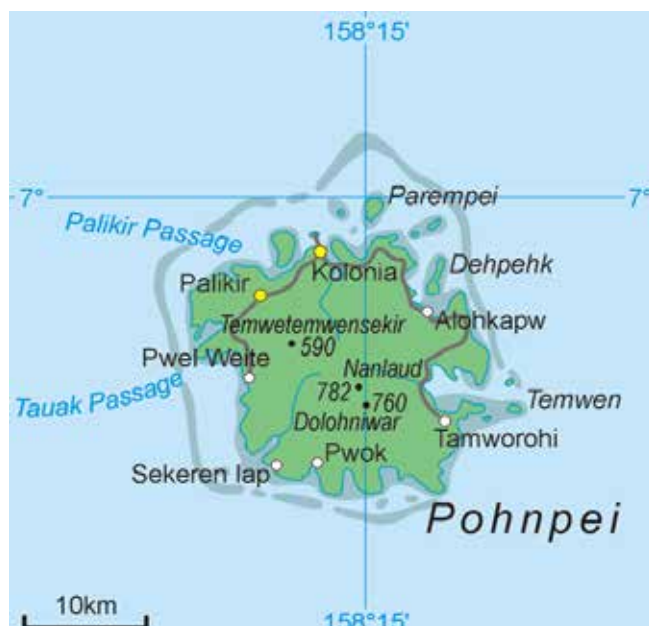 158°15'
7°
7°
Parempei
Palikir Passage
Kolonia
Dehpehk
Palikir
Alohkapw
Temwetemwensekir
590
Pwel Weite
Nanlaud
782
760
Tauak Passage
Temwen
Dolohniwar
Tamworohi
Pwok
Sekeren Iap
Pohnpei
10km
158°15'